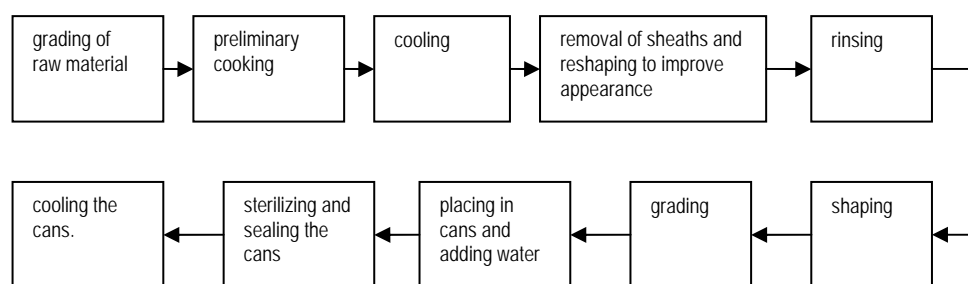 grading of
raw material
preliminary
cooking
cooling
removal of sheaths and
reshaping to improve
appearance
rinsing
shaping
grading
placing in
cans and
adding water
sterilizing and
sealing the
cans
cooling the
cans.